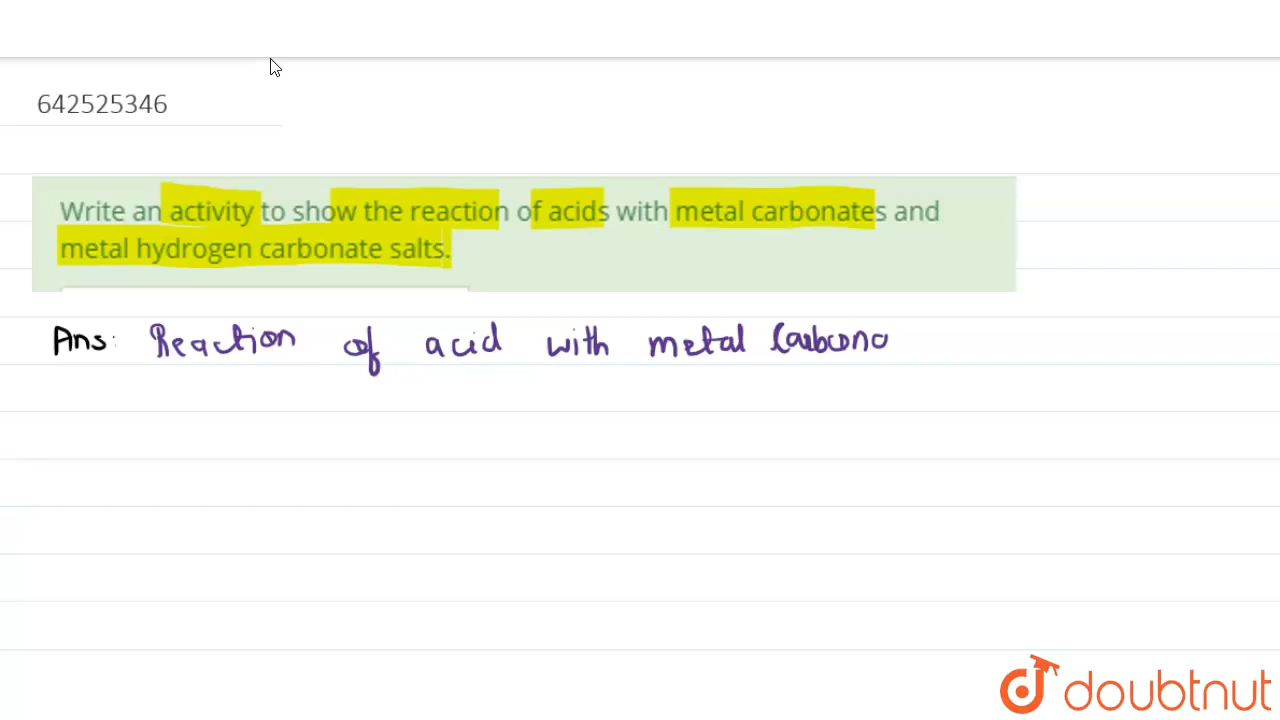 642525346
Write an activity to show the reaction of acids with metal carbonates and
metal hydrogen carbonate salts.
Ans: Reaction of acid with metal Carbona
doubtnut